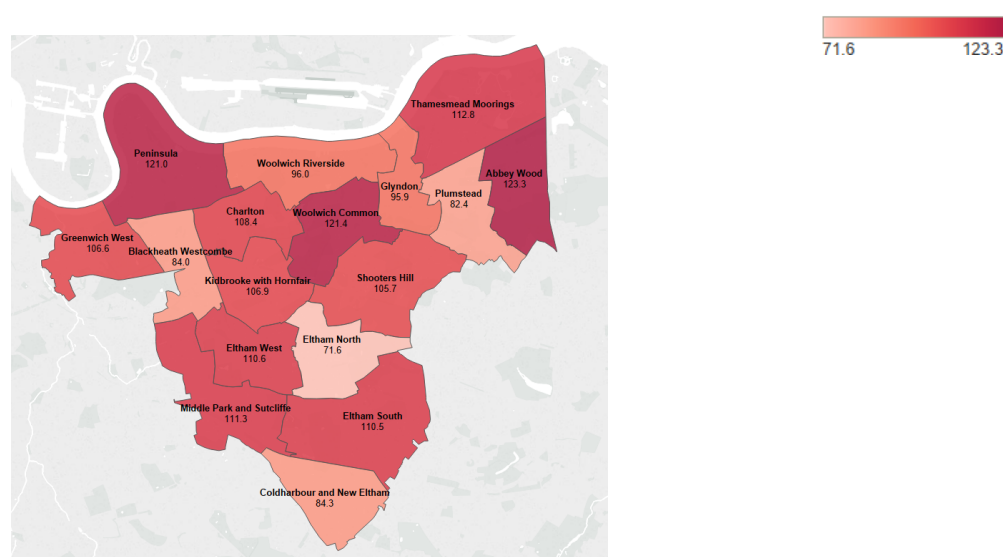 71.6
123.3
Thamesmead Moorings
112.8
Peninsula
121.0
Woolwich Riverside
96.0
Abbey Wood
123.3
Glyndon
95.9
Plumstead
82.4
Charlton
108.4
Woolwich Common
121.4
Greenwich West
106.6
Blackheath Westcombe
84.0
Kidbrooke with Hornfair
106.9
Shooters Hill
105.7
Eltham North
71.6
Eltham West
110.6
Middle Park and Sutcliffe
111.3
Eltham South
110.5
Coldharbour and New Eltham
84.3